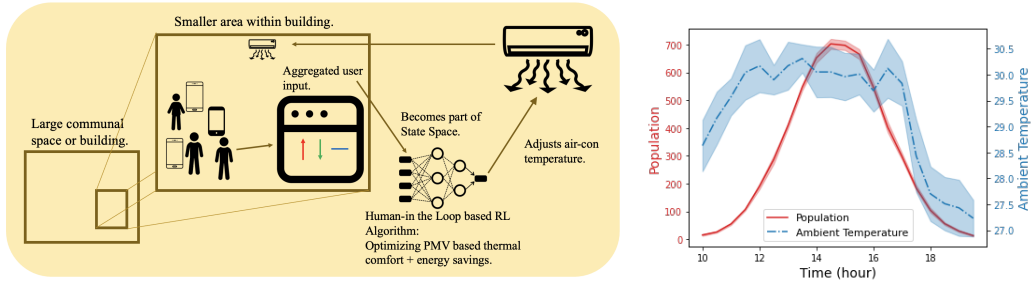 Smaller area within building.
Aggregated user
input.
Large communal
space or building.
Becomes part of
State Space.
Adjusts air-con
temperature.
Human-in the Loop based RL
Algorithm:
Optimizing PMV based thermal
comfort + energy savings.
Population
700
600
500
400
300
200
100
0
10
12
14
16
18
Time (hour)
30.5
30.0
29.5
29.0
28.5
28.0
27.5
27.0
Ambient Temperature
Population
Ambient Temperature